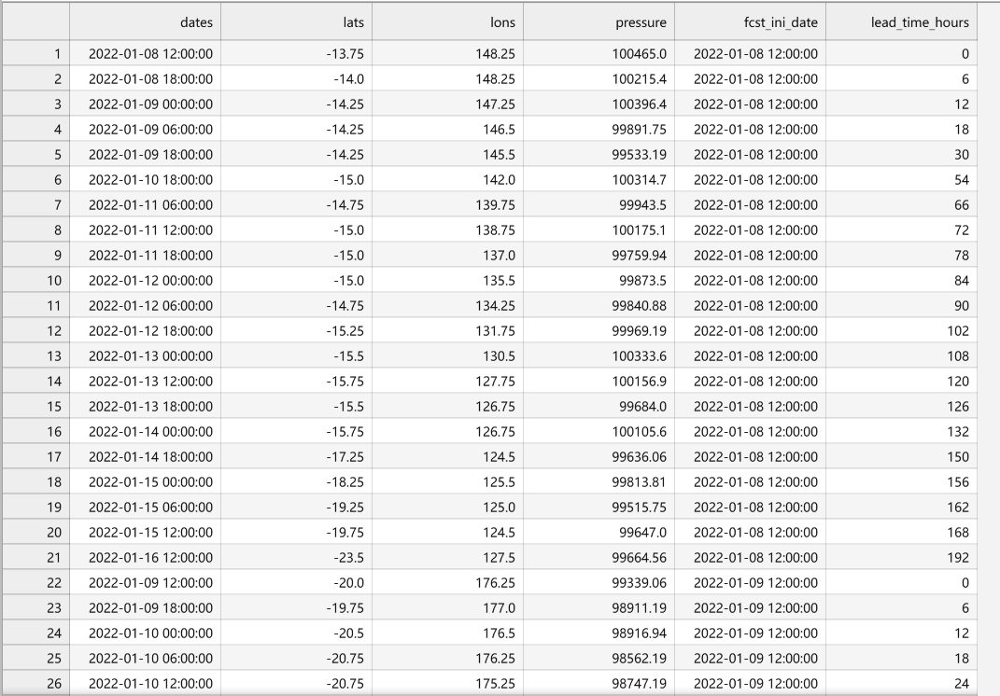 dates lats lons pressure fcst_ini_date lead_time_hours
1 2022-01-08 12:00:00 -13.75 148.25 100465.0 2022-01-08 12:00:00 0
2 2022-01-08 18:00:00 -14.0 148.25 100215.4 2022-01-08 12:00:00 6
3 2022-01-09 00:00:00 -14.25 147.25 100396.4 2022-01-08 12:00:00 12
4 2022-01-09 06:00:00 -14.25 146.5 99891.75 2022-01-08 12:00:00 18
5 2022-01-09 18:00:00 -14.25 145.5 99533.19 2022-01-08 12:00:00 30
6 2022-01-10 18:00:00 -15.0 142.0 100314.7 2022-01-08 12:00:00 54
7 2022-01-11 06:00:00 -14.75 139.75 99943.5 2022-01-08 12:00:00 66
8 2022-01-11 12:00:00 -15.0 138.75 100175.1 2022-01-08 12:00:00 72
9 2022-01-11 18:00:00 -15.0 137.0 99759.94 2022-01-08 12:00:00 78
10 2022-01-12 00:00:00 -15.0 135.5 99873.5 2022-01-08 12:00:00 84
11 2022-01-12 06:00:00 -14.75 134.25 99840.88 2022-01-08 12:00:00 90
12 2022-01-12 18:00:00 -15.25 131.75 99969.19 2022-01-08 12:00:00 102
13 2022-01-13 00:00:00 -15.5 130.5 100333.6 2022-01-08 12:00:00 108
14 2022-01-13 12:00:00 -15.75 127.75 100156.9 2022-01-08 12:00:00 120
15 2022-01-13 18:00:00 -15.5 126.75 99684.0 2022-01-08 12:00:00 126
16 2022-01-14 00:00:00 -15.75 126.75 100105.6 2022-01-08 12:00:00 132
17 2022-01-14 18:00:00 -17.25 124.5 99636.06 2022-01-08 12:00:00 150
18 2022-01-15 00:00:00 -18.25 125.5 99813.81 2022-01-08 12:00:00 156
19 2022-01-15 06:00:00 -19.25 125.0 99515.75 2022-01-08 12:00:00 162
20 2022-01-15 12:00:00 -19.75 124.5 99647.0 2022-01-08 12:00:00 168
21 2022-01-16 12:00:00 -23.5 127.5 99664.56 2022-01-08 12:00:00 192
22 2022-01-09 12:00:00 -20.0 176.25 99339.06 2022-01-09 12:00:00 0
23 2022-01-09 18:00:00 -19.75 177.0 98911.19 2022-01-09 12:00:00 6
24 2022-01-10 00:00:00 -20.5 176.5 98916.94 2022-01-09 12:00:00 12
25 2022-01-10 06:00:00 -20.75 176.25 98562.19 2022-01-09 12:00:00 18
26 2022-01-10 12:00:00 -20.75 175.25 98747.19 2022-01-09 12:00:00 24